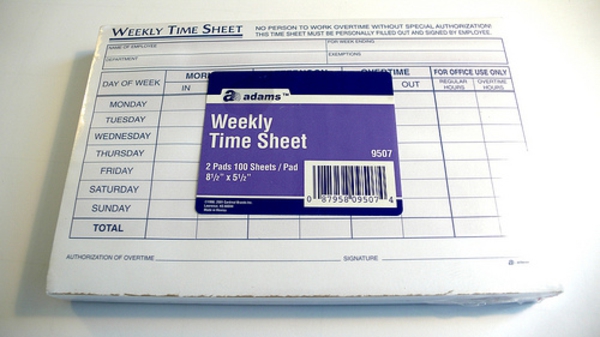 WEEKLY TIME SHEET
NO PERSON TO WORK OVERTIME WITHOUT SPECIAL AUTHORIZATION!
THIS TIME SHEET MUST BE PERSONALLY FILLED OUT AND SIGNED BY EMPLOYEE.
NAME OF EMPLOYEE
FOR WEEK ENDING
DEPARTMENT
EXEMPTIONS
DAY OF WEEK
MOR
OVERTIME
FOR OFFICE USE ONLY
IN
OUT
REGULAR HOURS
OVERTIME HOURS
MONDAY
TUESDAY
WEDNESDAY
THURSDAY
FRIDAY
SATURDAY
SUNDAY
TOTAL
AUTHORIZATION OF OVERTIME
SIGNATURE
adams™
Weekly
Time Sheet
9507
2 Pads 100 Sheets / Pad
8½" x 5½"
0 87958 09507 4